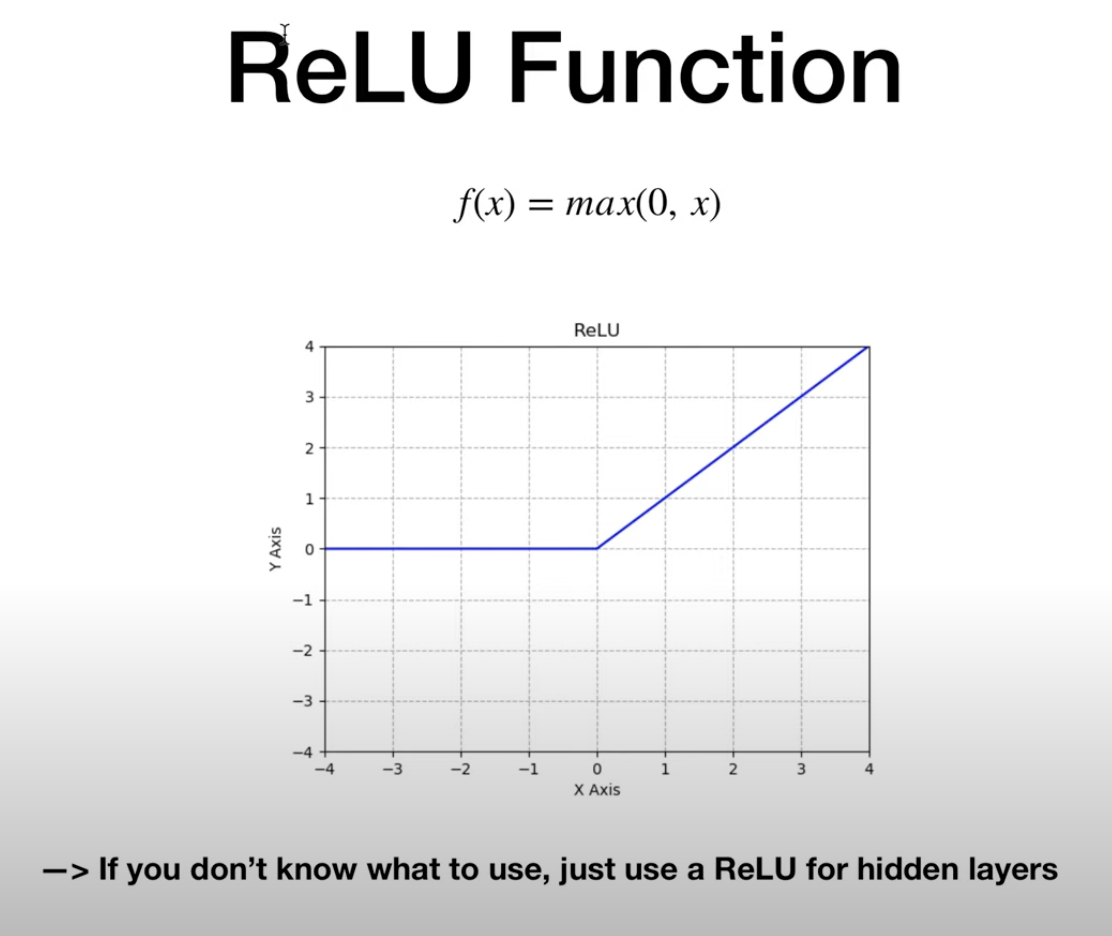 ReLU Function
f(x) = max(0, x)
ReLU
4
3
2
1
0
−1
−2
−3
−4
Y Axis
−4 −3 −2 −1 0 1 2 3 4
X Axis
—> If you don’t know what to use, just use a ReLU for hidden layers